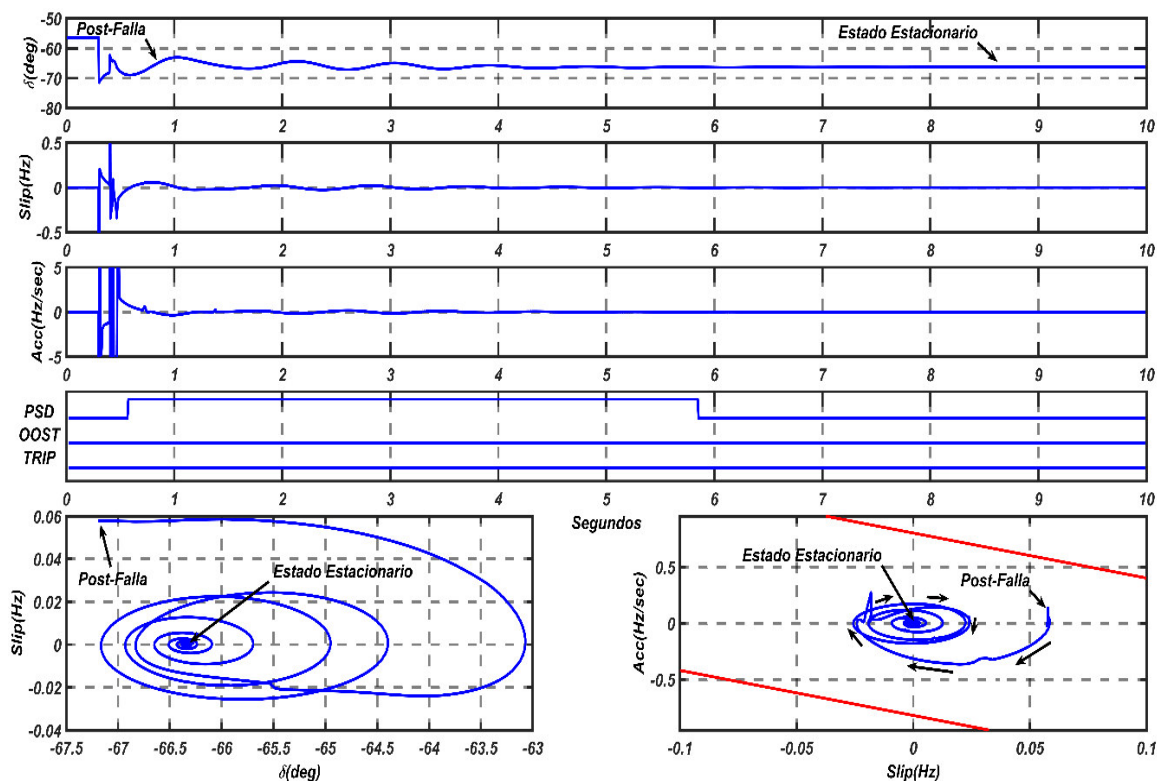 -50
-60
-70
-80
δ(deg)
Post-Falla
Estado Estacionario
0 1 2 3 4 5 6 7 8 9 10
0.5
0
-0.5
Slip(Hz)
0 1 2 3 4 5 6 7 8 9 10
5
0
-5
Acc(Hz/sec)
0 1 2 3 4 5 6 7 8 9 10
PSD
OOST
TRIP
0 1 2 3 4 5 6 7 8 9 10
Segundos
0.06
0.04
0.02
0
-0.02
0.04
Slip(Hz)
Post-Falla
Estado Estacionario
-67.5 -67 -66.5 -66 -65.5 -65 -64.5 -64 -63.5 -63
δ(deg)
0.5
0
-0.5
Acc(Hz/sec)
Estado Estacionario
Post-Falla
-0.1 -0.05 0 0.05 0.1
Slip(Hz)